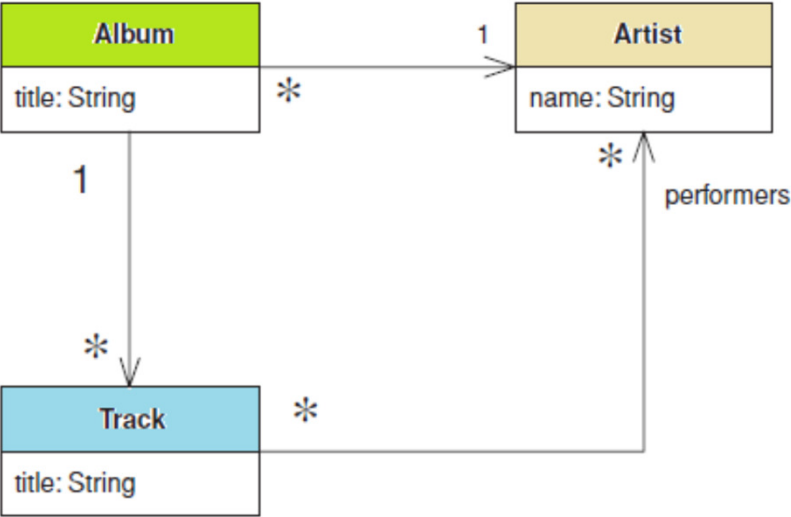 Album
title: String
1
*
Artist
name: String
*
performers
1
*
Track
title: String
*